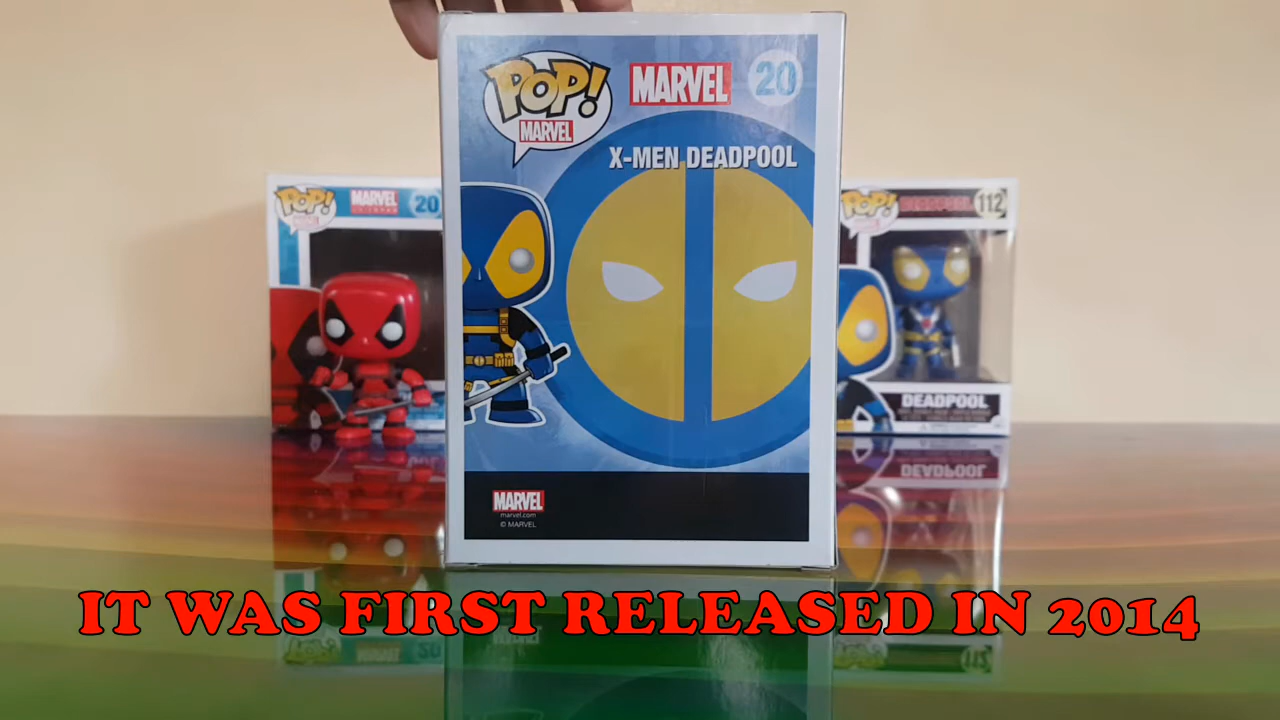 POP!
MARVEL
MARVEL
20
X-MEN DEADPOOL
MARVEL
marvel.com
© MARVEL
POP!
MARVEL
20
POP!
DEADPOOL
112
DEADPOOL
IT WAS FIRST RELEASED IN 2014